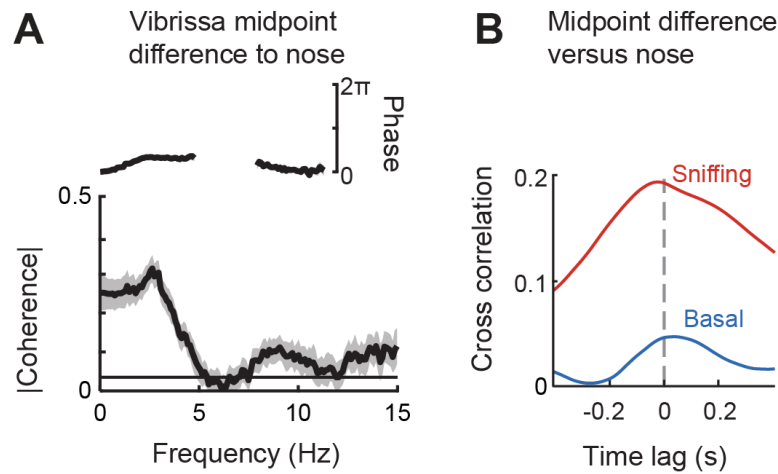 A
Vibrissa midpoint
difference to nose
2π
Phase
0
0.5
|Coherence|
0
0
5
10
15
Frequency (Hz)
B
Midpoint difference
versus nose
0.2
Sniffing
Cross correlation
0.1
Basal
0
-0.2
0
0.2
Time lag (s)